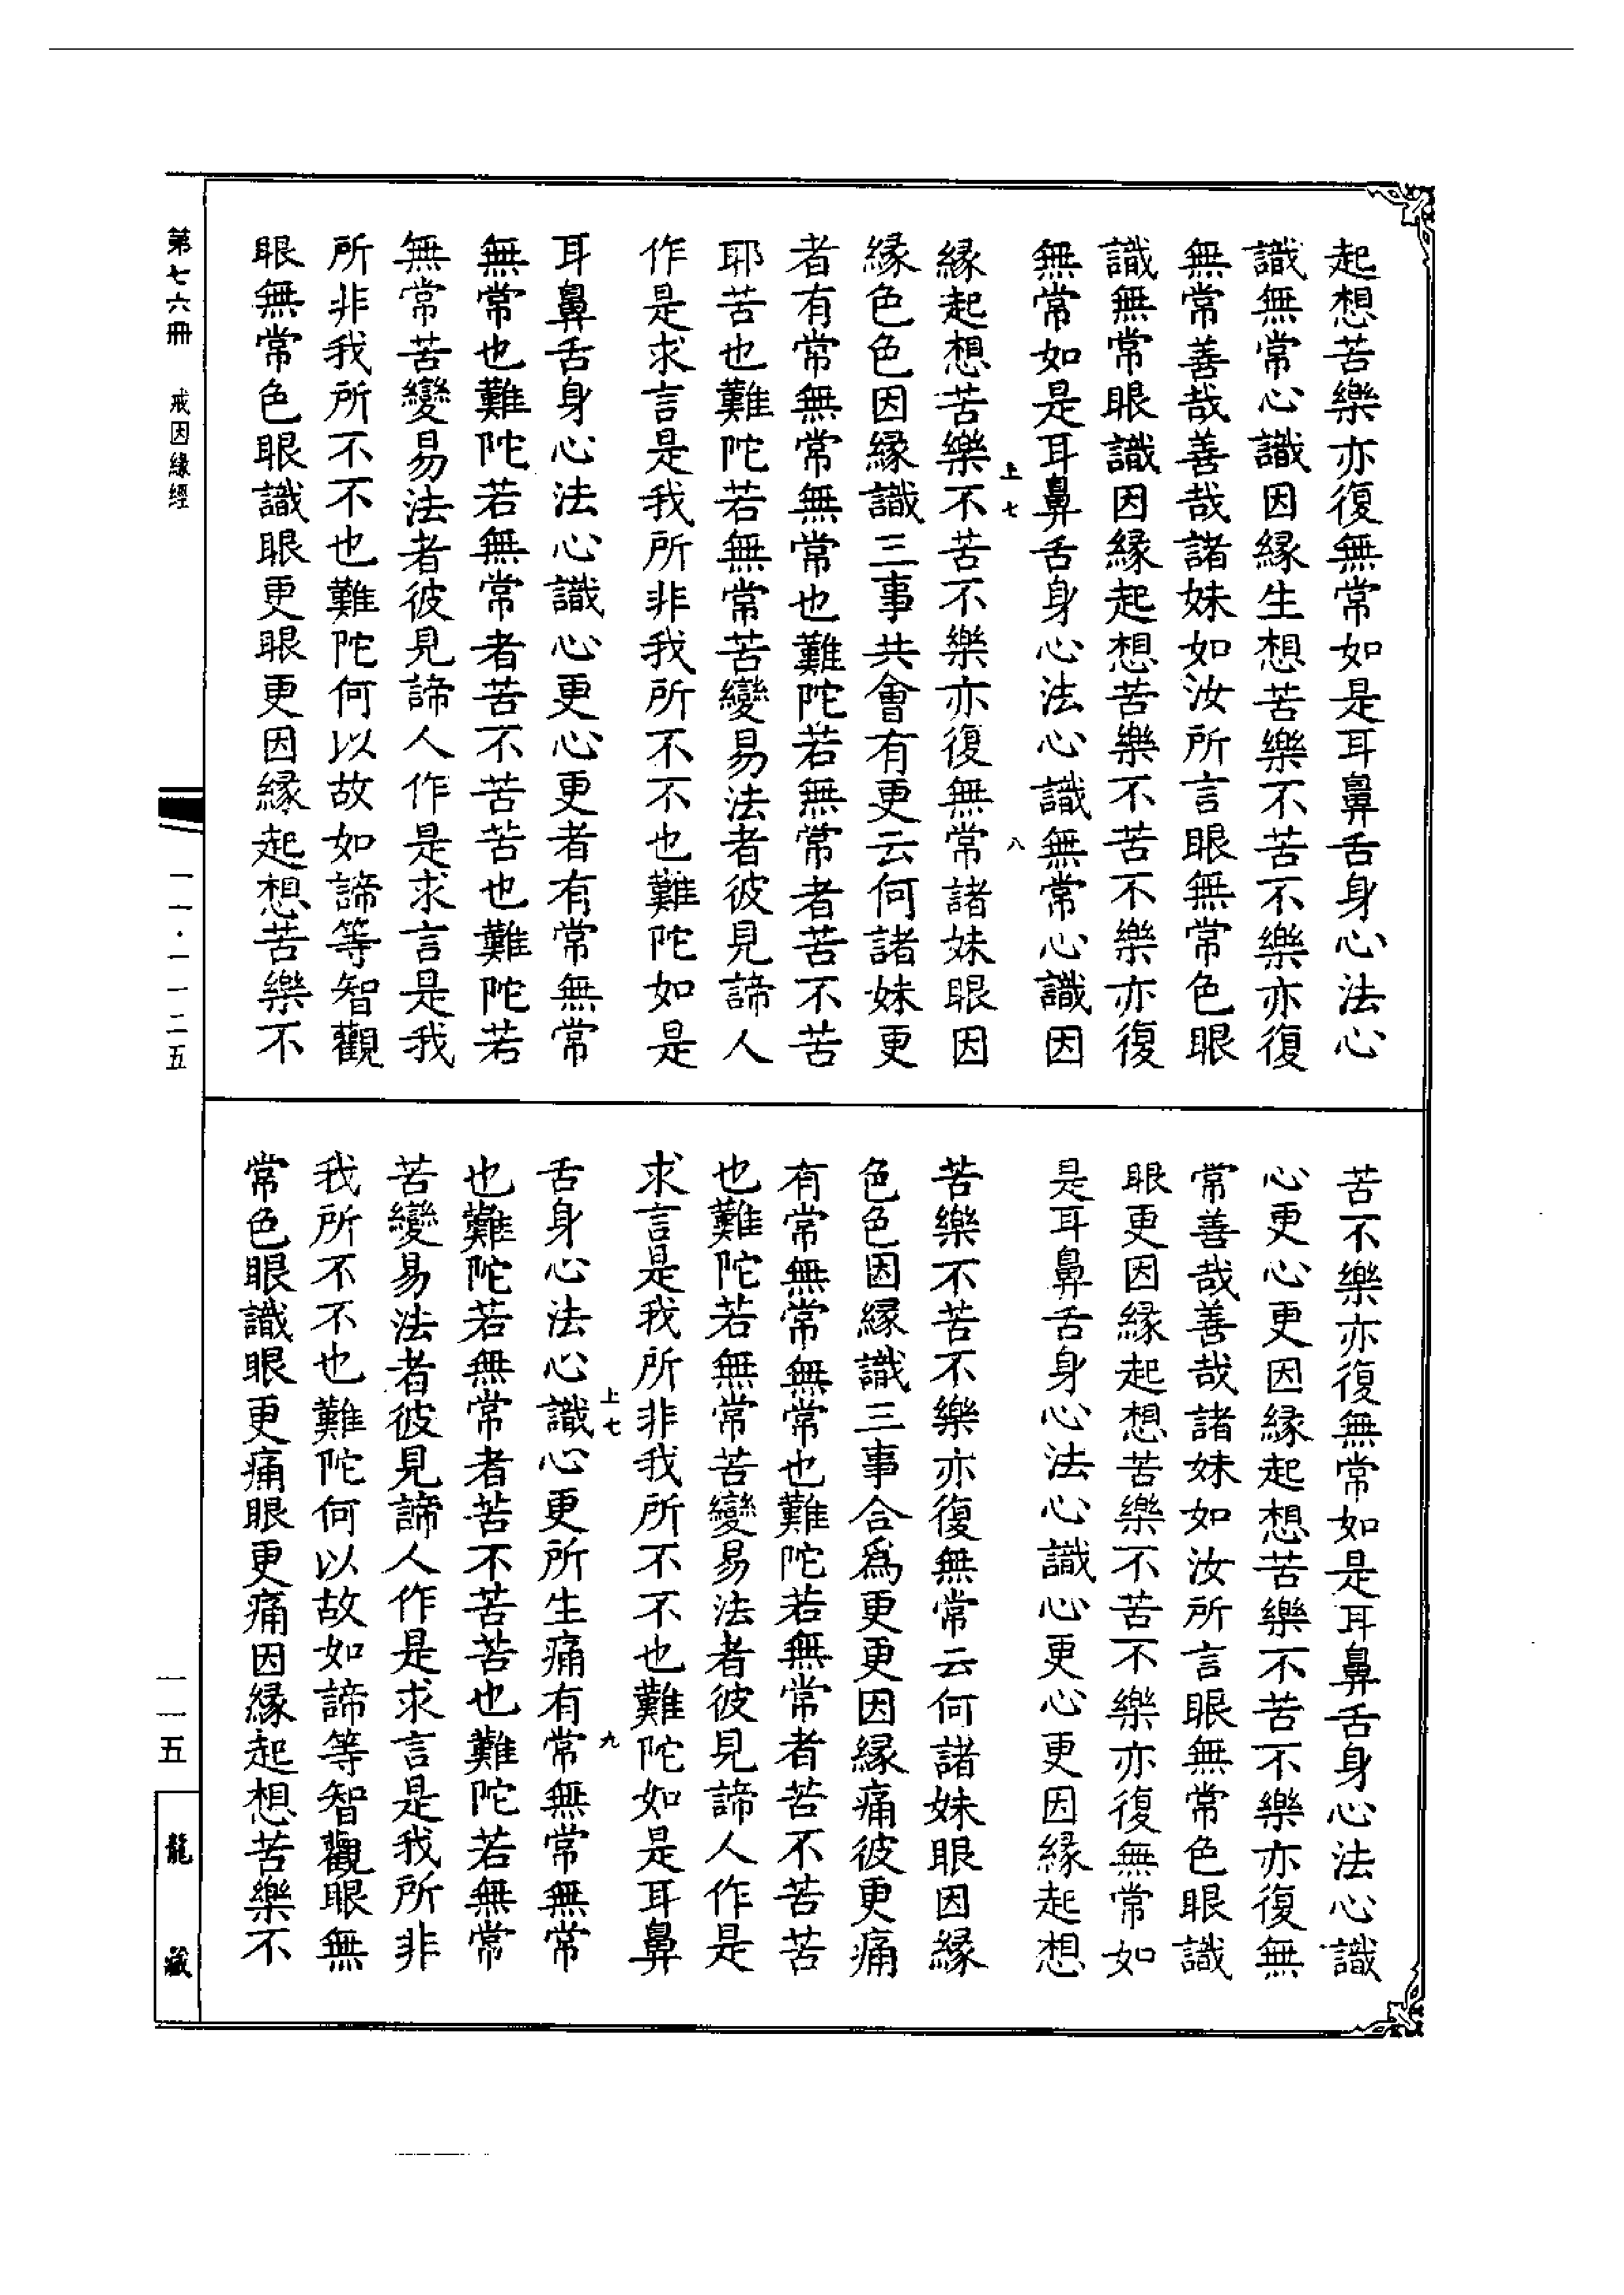 起想苦樂亦復無常如是耳鼻舌身心法心
識無常心識因緣生想苦樂不苦不樂亦復
無常善哉善哉諸妹如汝所言眼無常色眼
識無常眼識因緣起想苦樂不苦不樂亦復
無常如是耳鼻舌身心法心識無常心識因
上七 八
緣起想苦樂不苦不樂亦復無常諸妹眼因
緣色色因緣識三事共會有更云何諸妹更
者有常無常無常也難陀若無常者苦不苦
耶苦也難陀若無常苦變易法者彼見諦人
作是求言是我所非我所不不也難陀如是
耳鼻舌身心法心識心更心更者有常無常
無常也難陀若無常者苦不苦苦也難陀若
無常苦變易法者彼見諦人作是求言是我
所非我所不不也難陀何以故如諦等智觀
眼無常色眼識眼更眼更因緣起想苦樂不
苦不樂亦復無常如是耳鼻舌身心法心識
心更心更因緣起想苦樂不苦不樂亦復無
常善哉善哉諸妹如汝所言眼無常色眼識
眼更因緣起想苦樂不苦不樂亦復無常如
是耳鼻舌身心法心識心更心更因緣起想
苦樂不苦不樂亦復無常云何諸妹眼因緣
色色因緣識三事合爲更更因緣痛彼更痛
有常無常無常也難陀若無常者苦不苦苦
也難陀若無常苦變易法者彼見諦人作是
求言是我所非我所不不也難陀如是耳鼻
上七 九
舌身心法心識心更所生痛有常無常無常
也難陀若無常者苦不苦苦也難陀若無常
苦變易法者彼見諦人作是求言是我所非
我所不不也難陀何以故如諦等智觀眼無
常色眼識眼更痛眼更痛因緣起想苦樂不
第七六冊 戒因緣經
一一·一一二五
一一五
龍藏